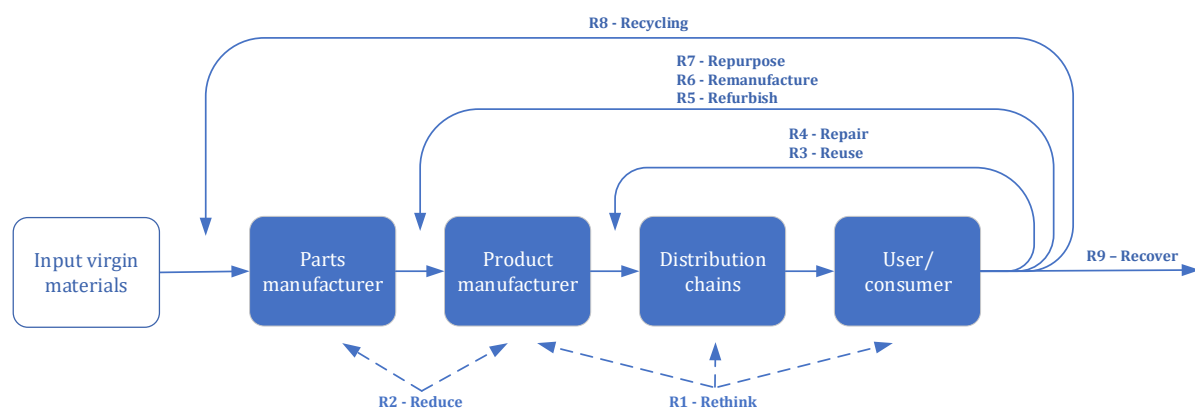 R8 - Recycling
R7 - Repurpose
R6 - Remanufacture
R5 - Refurbish
R4 - Repair
R3 - Reuse
Input virgin
materials
Parts
manufacturer
Product
manufacturer
Distribution
chains
User/
consumer
R9 – Recover
R2 - Reduce
R1 - Rethink